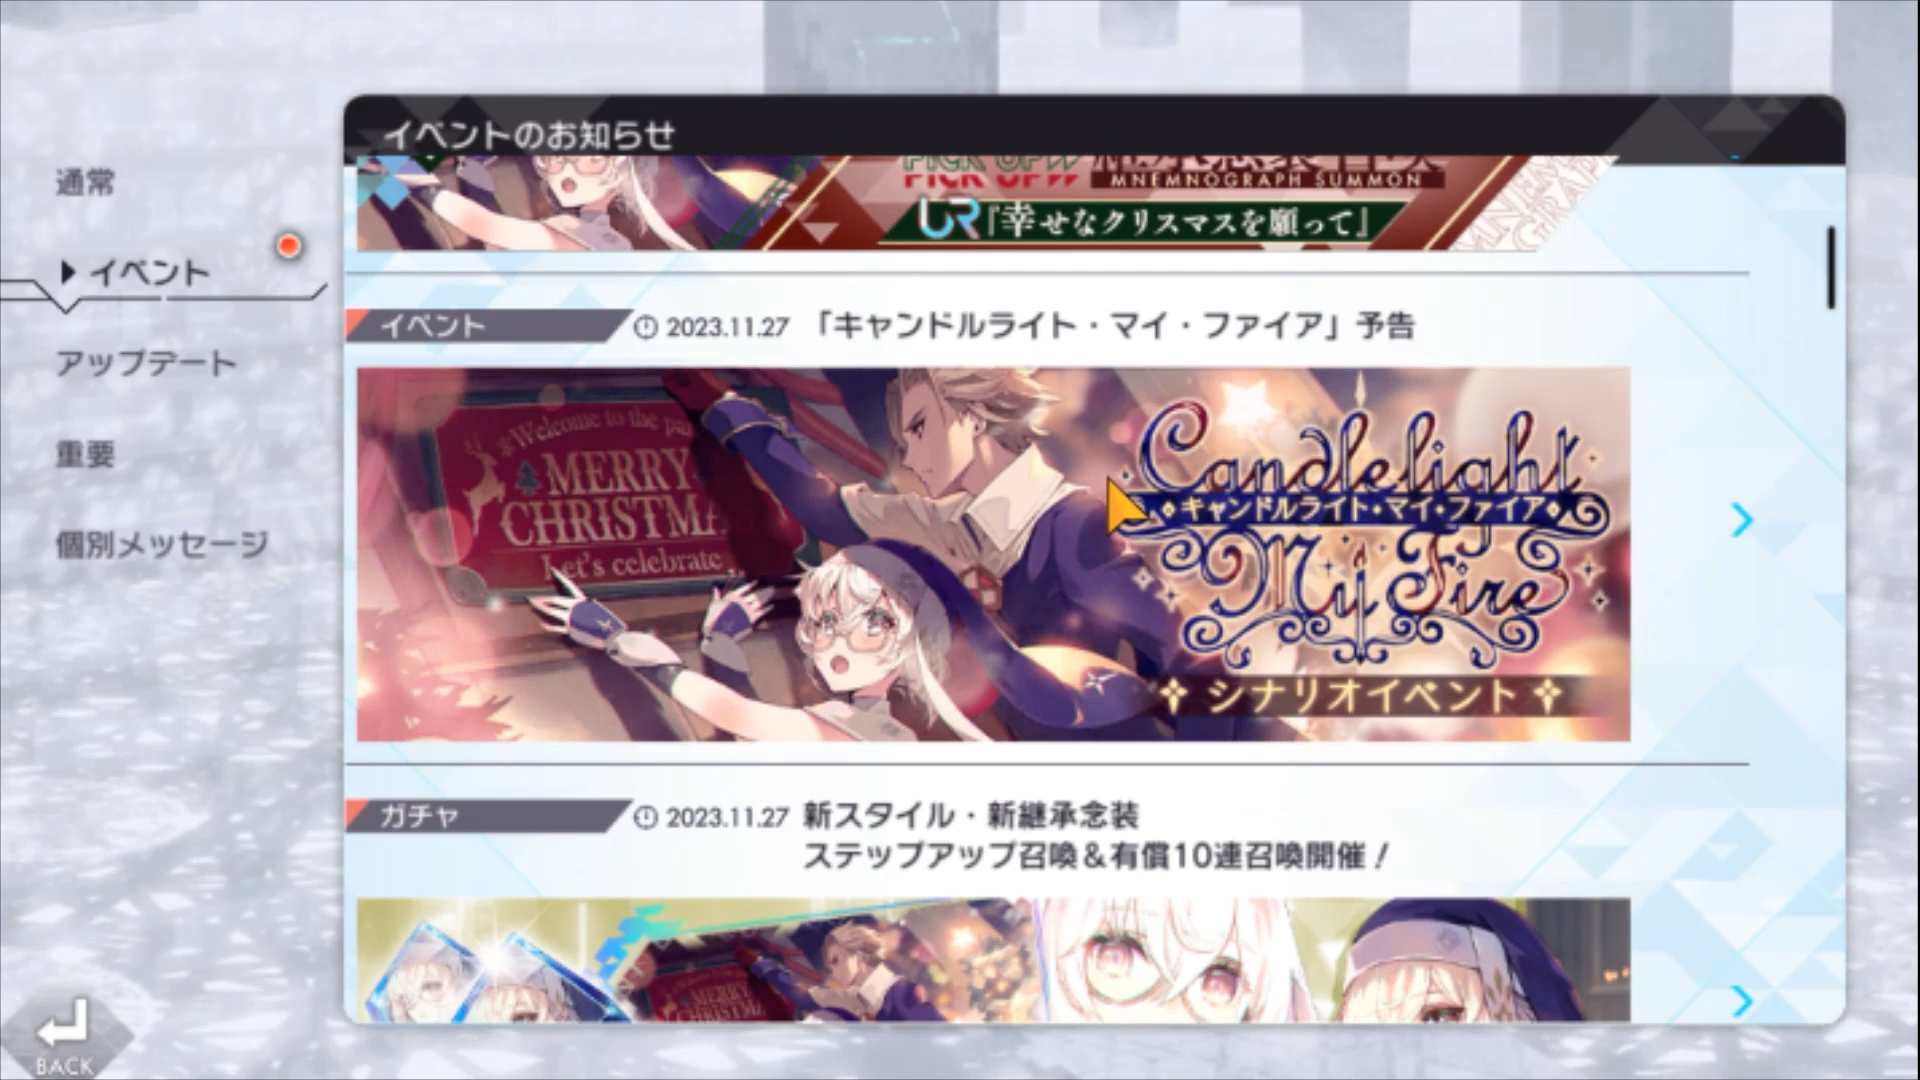 イベントのお知らせ
通常
イベント
アップデート
重要
個別メッセージ
BACK
PICK UP
MNEMNOGRAPH SUMMON
UR『幸せなクリスマスを願って』
イベント 2023.11.27 「キャンドルライト・マイ・ファイア」予告
Welcome to the
MERRY
Let's celebrate
Candlelight
キャンドルライト・マイ・ファイア
My Fire
シナリオイベント
ガチャ 2023.11.27 新スタイル・新継承念装
ステップアップ召喚＆有償10連召喚開催！
MERRY